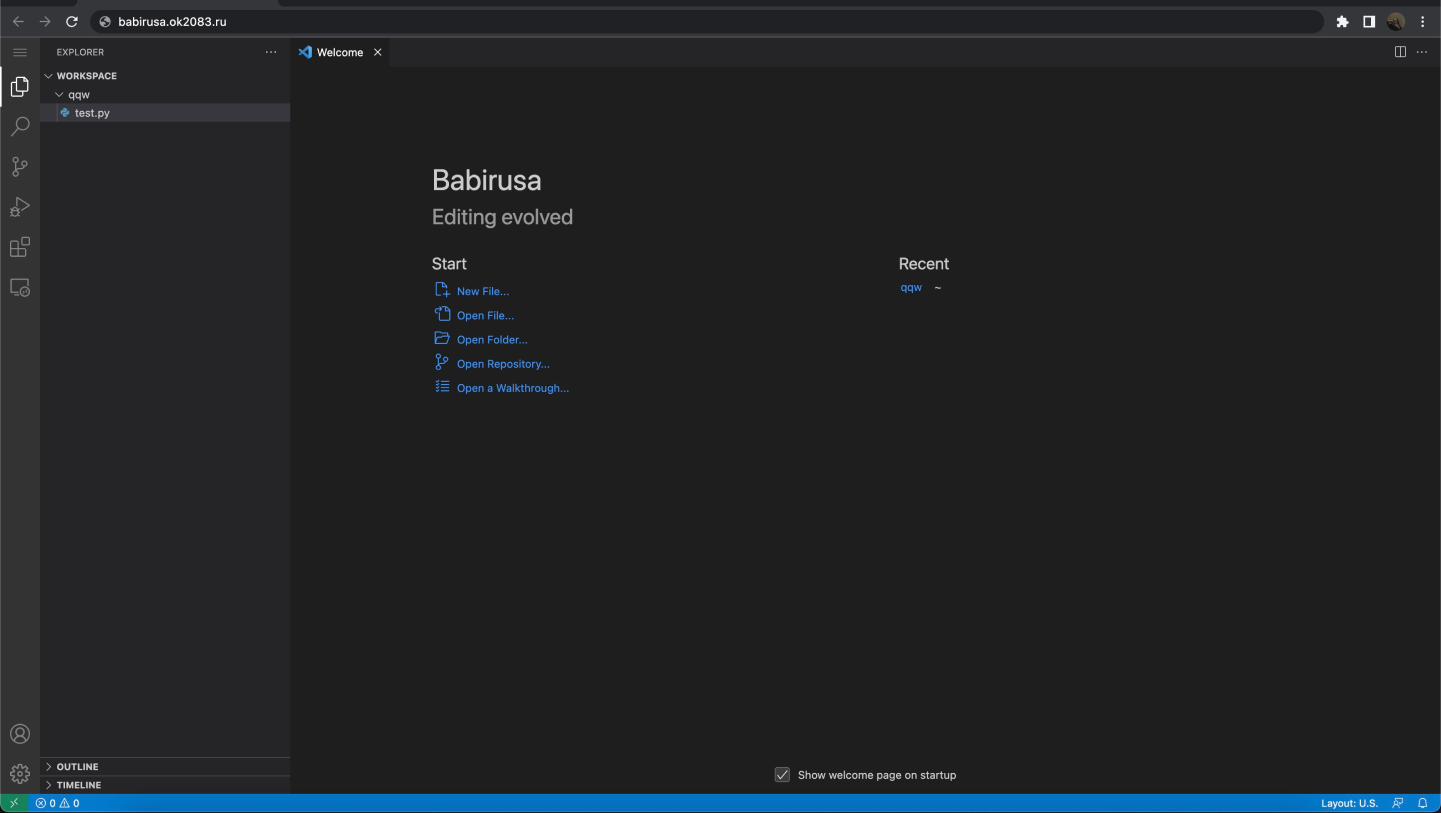 babirusa.ok2083.ru
EXPLORER
Welcome
WORKSPACE
qqw
test.py
Babirusa
Editing evolved
Start
New File...
Open File...
Open Folder...
Open Repository...
Open a Walkthrough...
Recent
qqw ~
Show welcome page on startup
OUTLINE
TIMELINE
0 0
Layout: U.S.